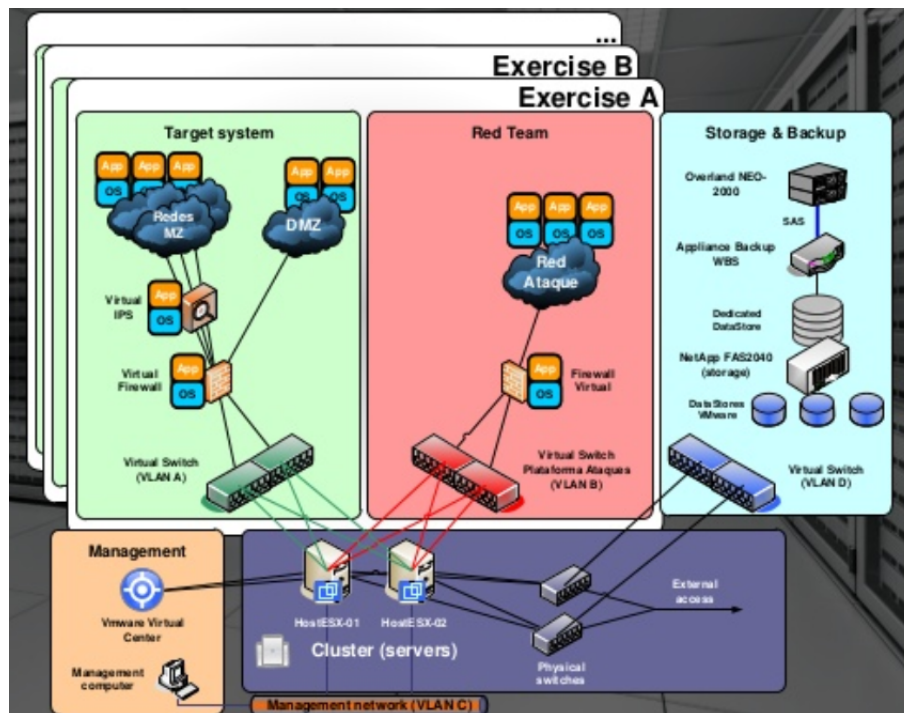 ...
Exercise B
Exercise A
Target system
App
App
App
OS
OS
OS
Redes
MZ
App
App
OS
OS
DMZ
Virtual
IPS
App
OS
Virtual
Firewall
App
OS
Virtual Switch
(VLAN A)
Red Team
App
App
App
OS
OS
OS
Red
Ataque
App
OS
Firewall
Virtual
Virtual Switch
Plataforma Ataques
(VLAN B)
Storage & Backup
Overland NEO-
2000
SAS
Appliance Backup
WBS
Dedicated
DataStore
NetApp FAS2040
(storage)
DataStores
VMware
Virtual Switch
(VLAN D)
Management
Vmware Virtual
Center
Management
computer
HostESX-01
HostESX-02
Cluster (servers)
External
access
Physical
switches
Management network (VLAN C)